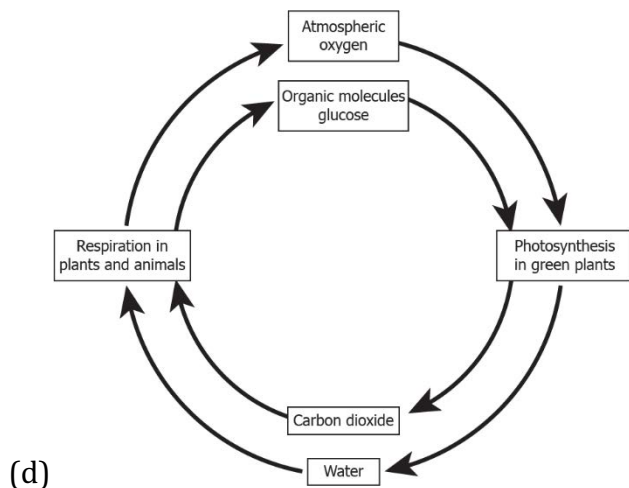 Atmospheric
oxygen
Organic molecules
glucose
Respiration in
plants and animals
Photosynthesis
in green plants
Carbon dioxide
Water
(d)